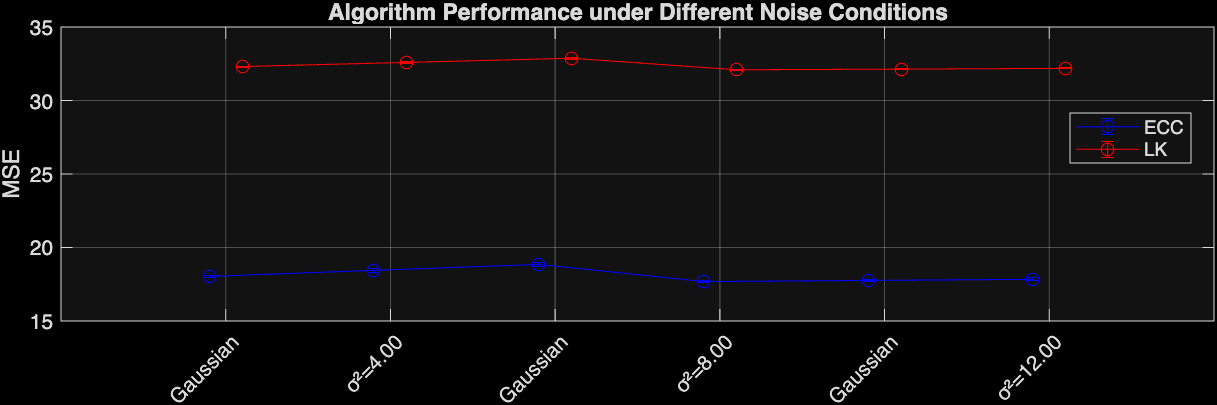 Algorithm Performance under Different Noise Conditions
MSE
35
30
25
20
15
ECC
LK
Gaussian
σ²=4.00
Gaussian
σ²=8.00
Gaussian
σ²=12.00